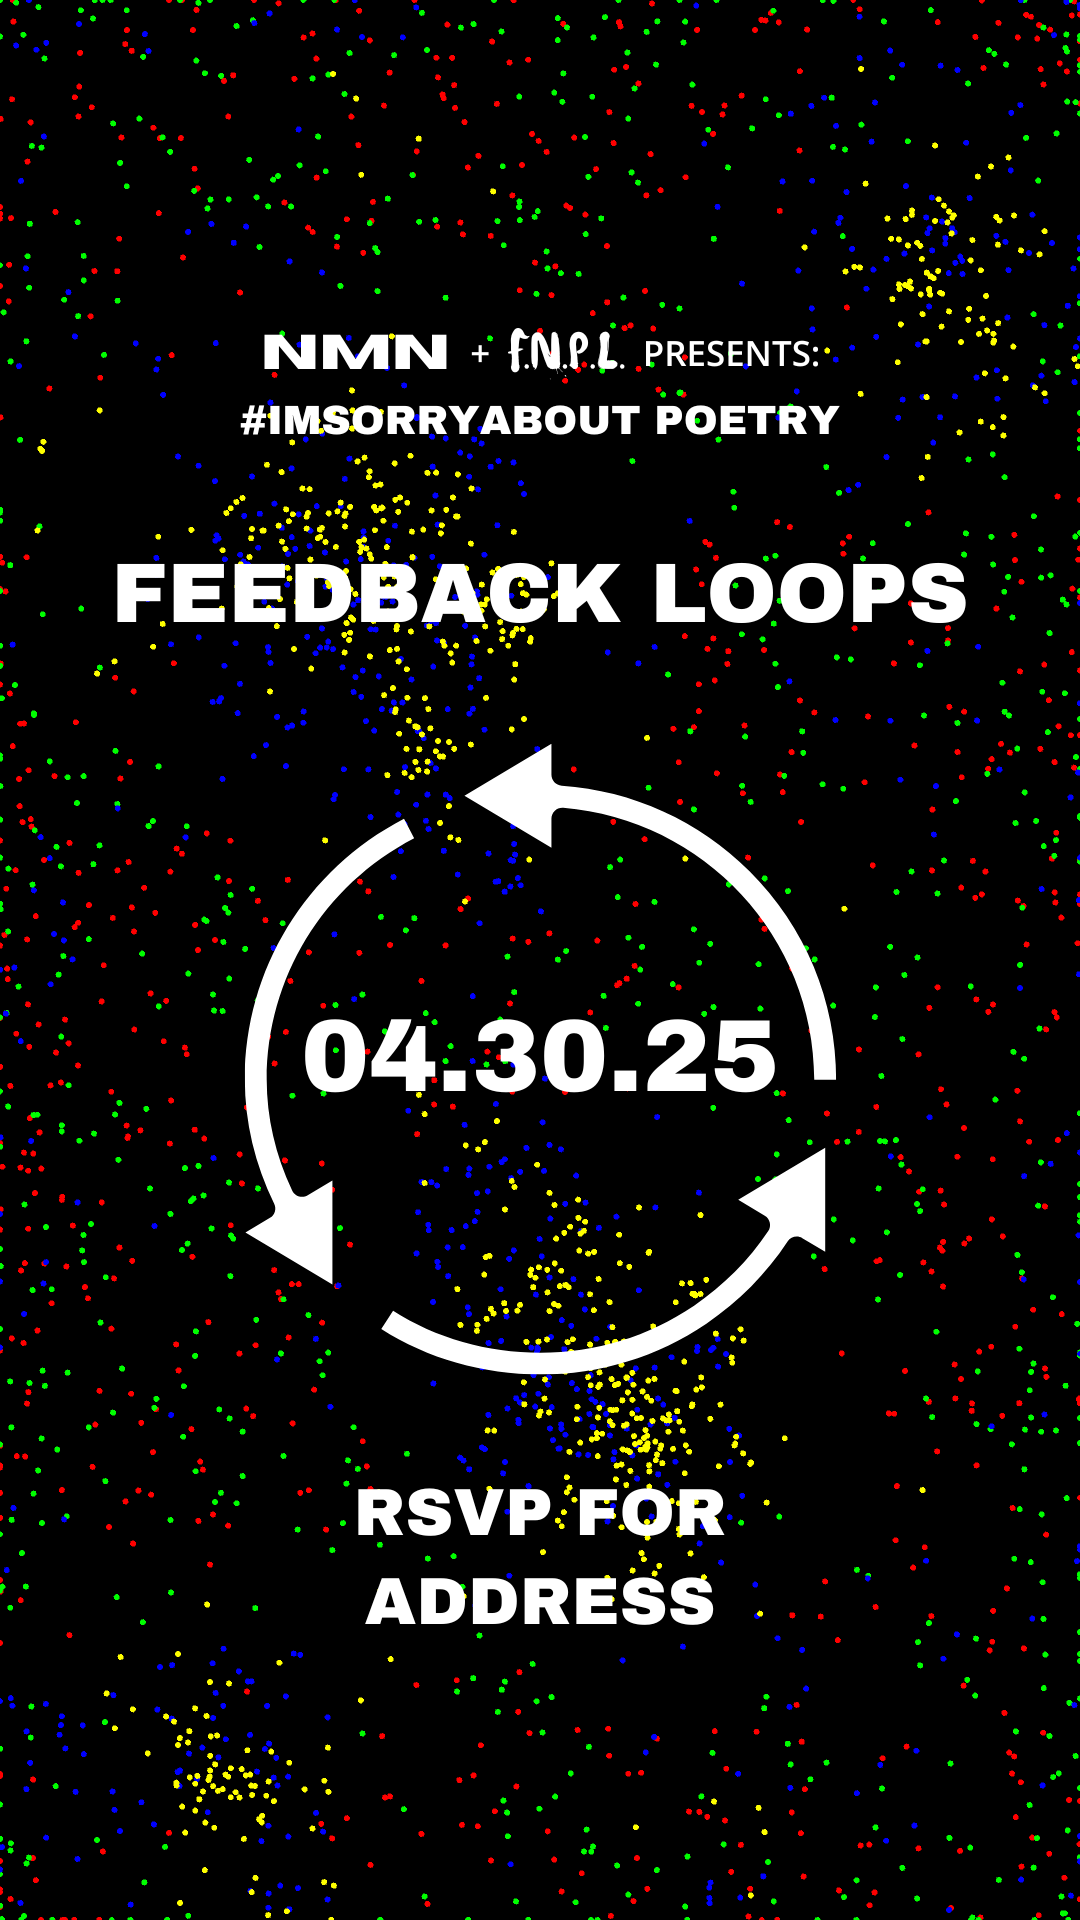 NMN + F.N.P.L. PRESENTS:
#IMSORRYABOUT POETRY
FEEDBACK LOOPS
04.30.25
RSVP FOR
ADDRESS